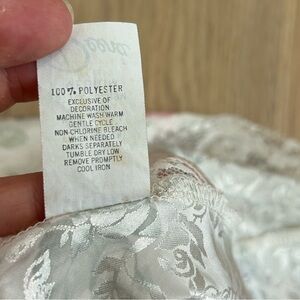 100% POLYESTER
EXCLUSIVE OF
DECORATION
MACHINE WASH WARM
GENTLE CYCLE
NON-CHLORINE BLEACH
WHEN NEEDED
DARKS SEPARATELY
TUMBLE DRY LOW
REMOVE PROMPTLY
COOL IRON